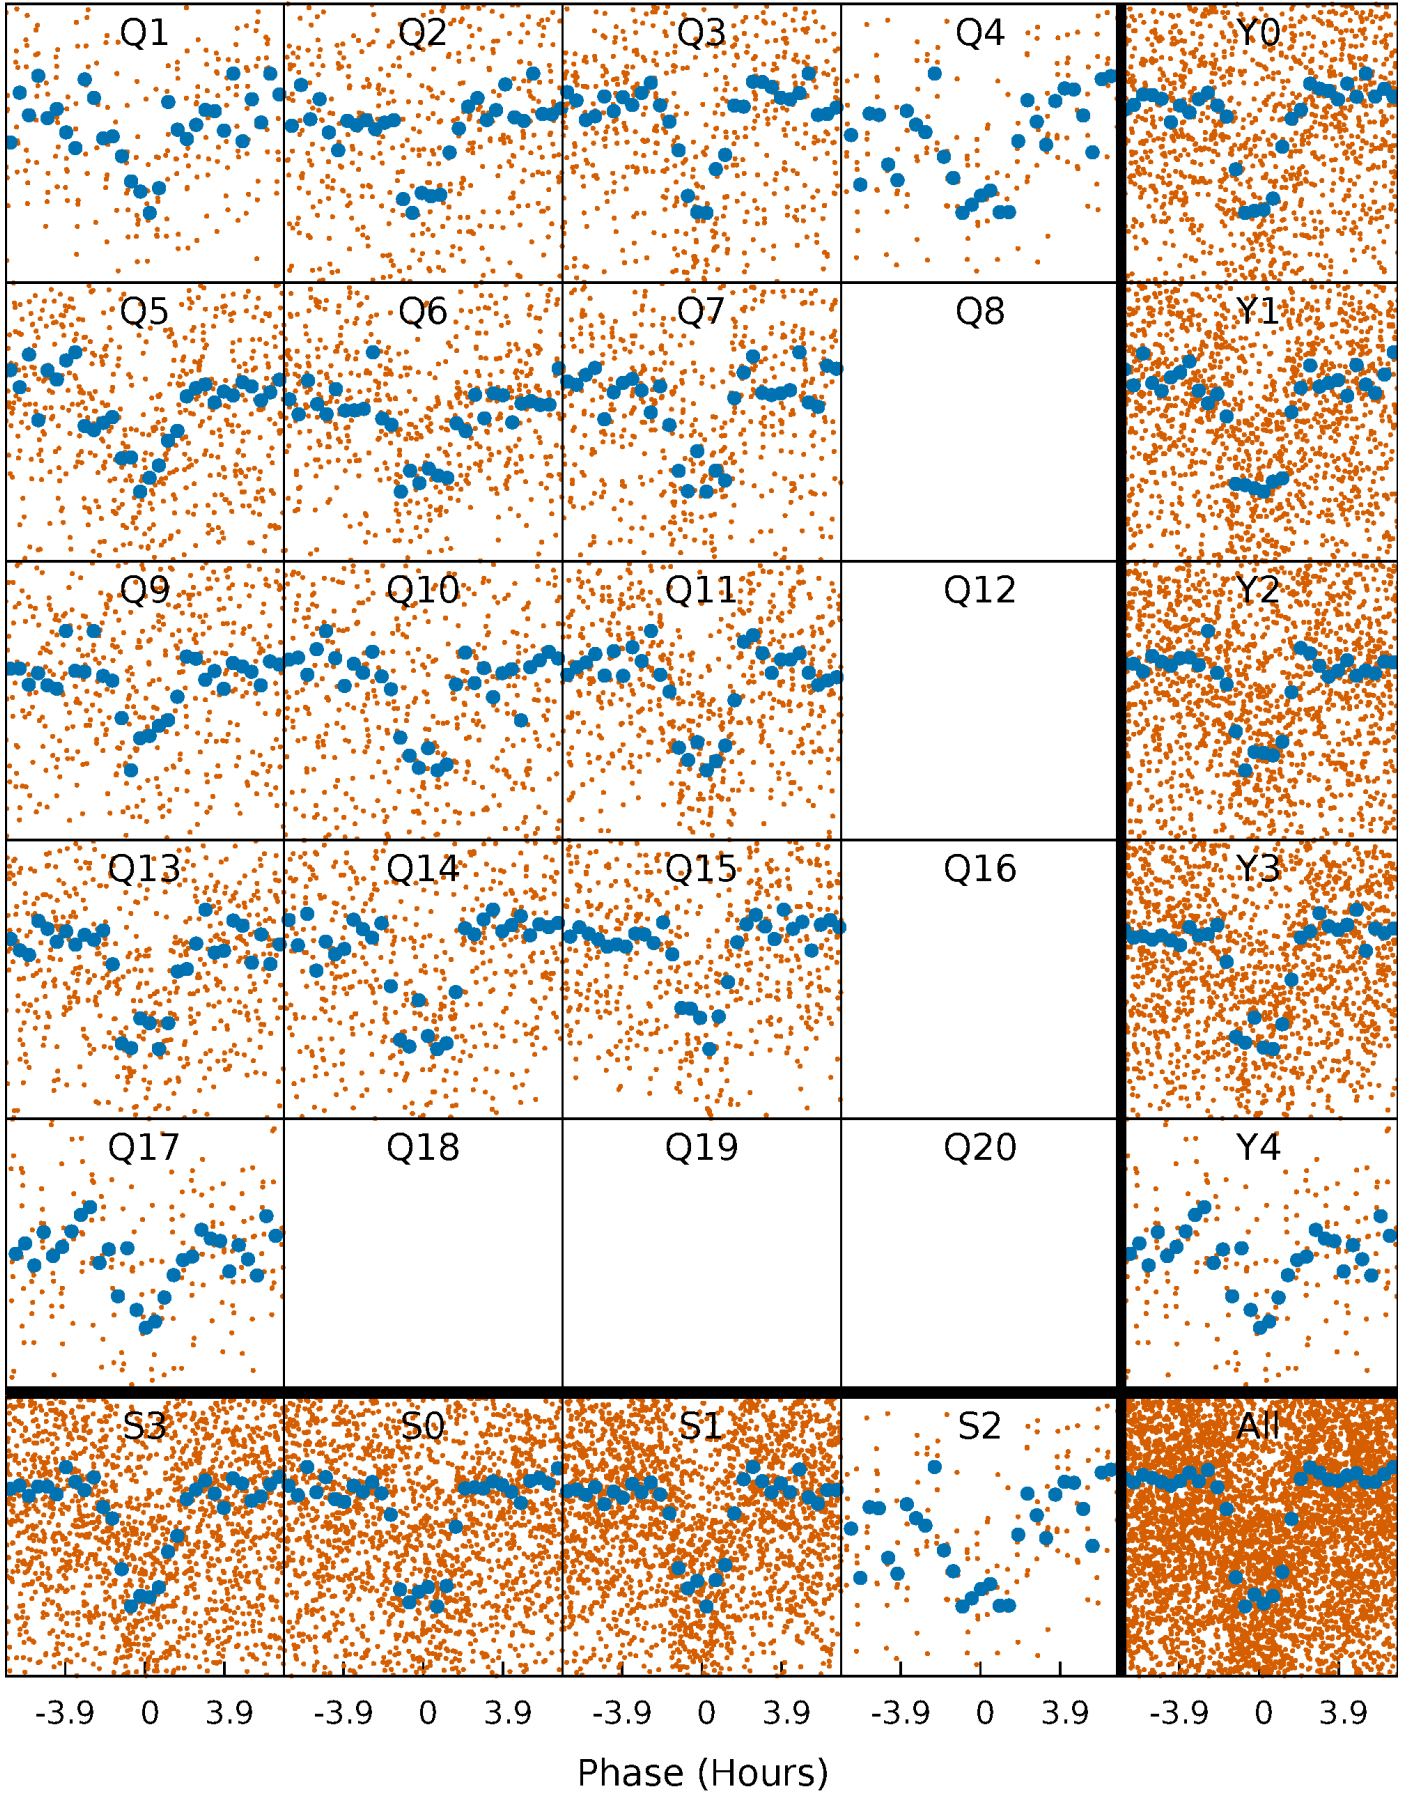 Q1 Q2 Q3 Q4 Y0
Q5 Q6 Q7 Q8 Y1
Q9 Q10 Q11 Q12 Y2
Q13 Q14 Q15 Q16 Y3
Q17 Q18 Q19 Q20 Y4
S3 S0 S1 S2 All
-3.9 0 3.9 -3.9 0 3.9 -3.9 0 3.9 -3.9 0 3.9 -3.9 0 3.9
Phase (Hours)